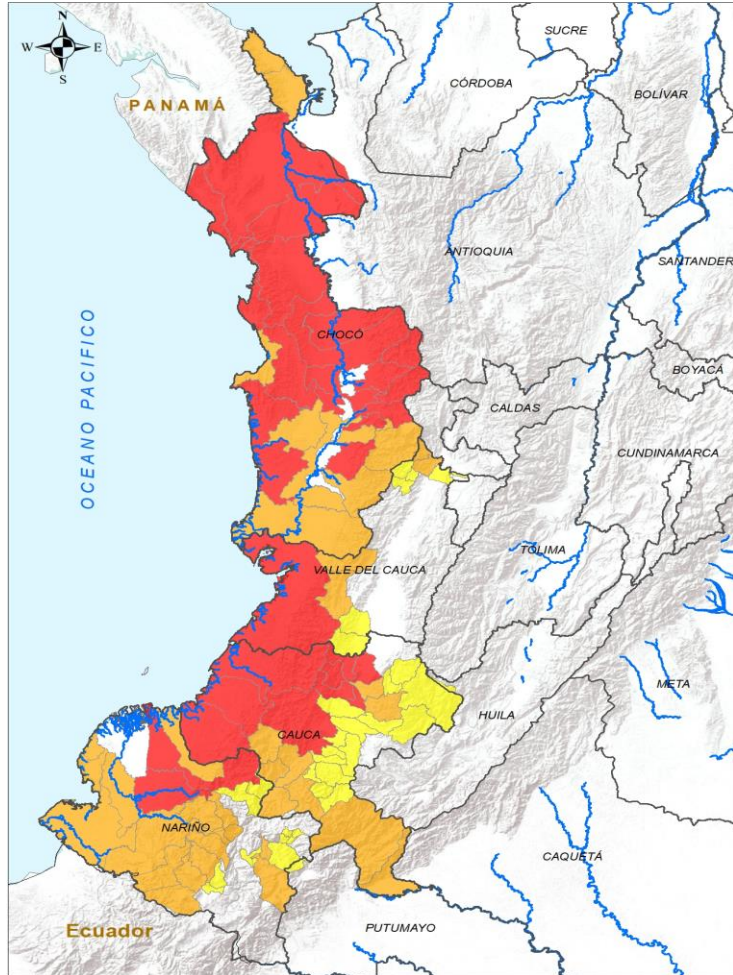 N
W E
S
SUCRE
CÓRDOBA
BOLÍVAR
PANAMÁ
ANTIOQUIA
SANTANDER
OCEANO PACIFICO
CHOCÓ
BOYACÁ
CALDAS
CUNDINAMARCA
TOLIMA
VALLE DEL CAUCA
META
HUILA
CAUCA
NARIÑO
CAQUETÁ
Ecuador
PUTUMAYO